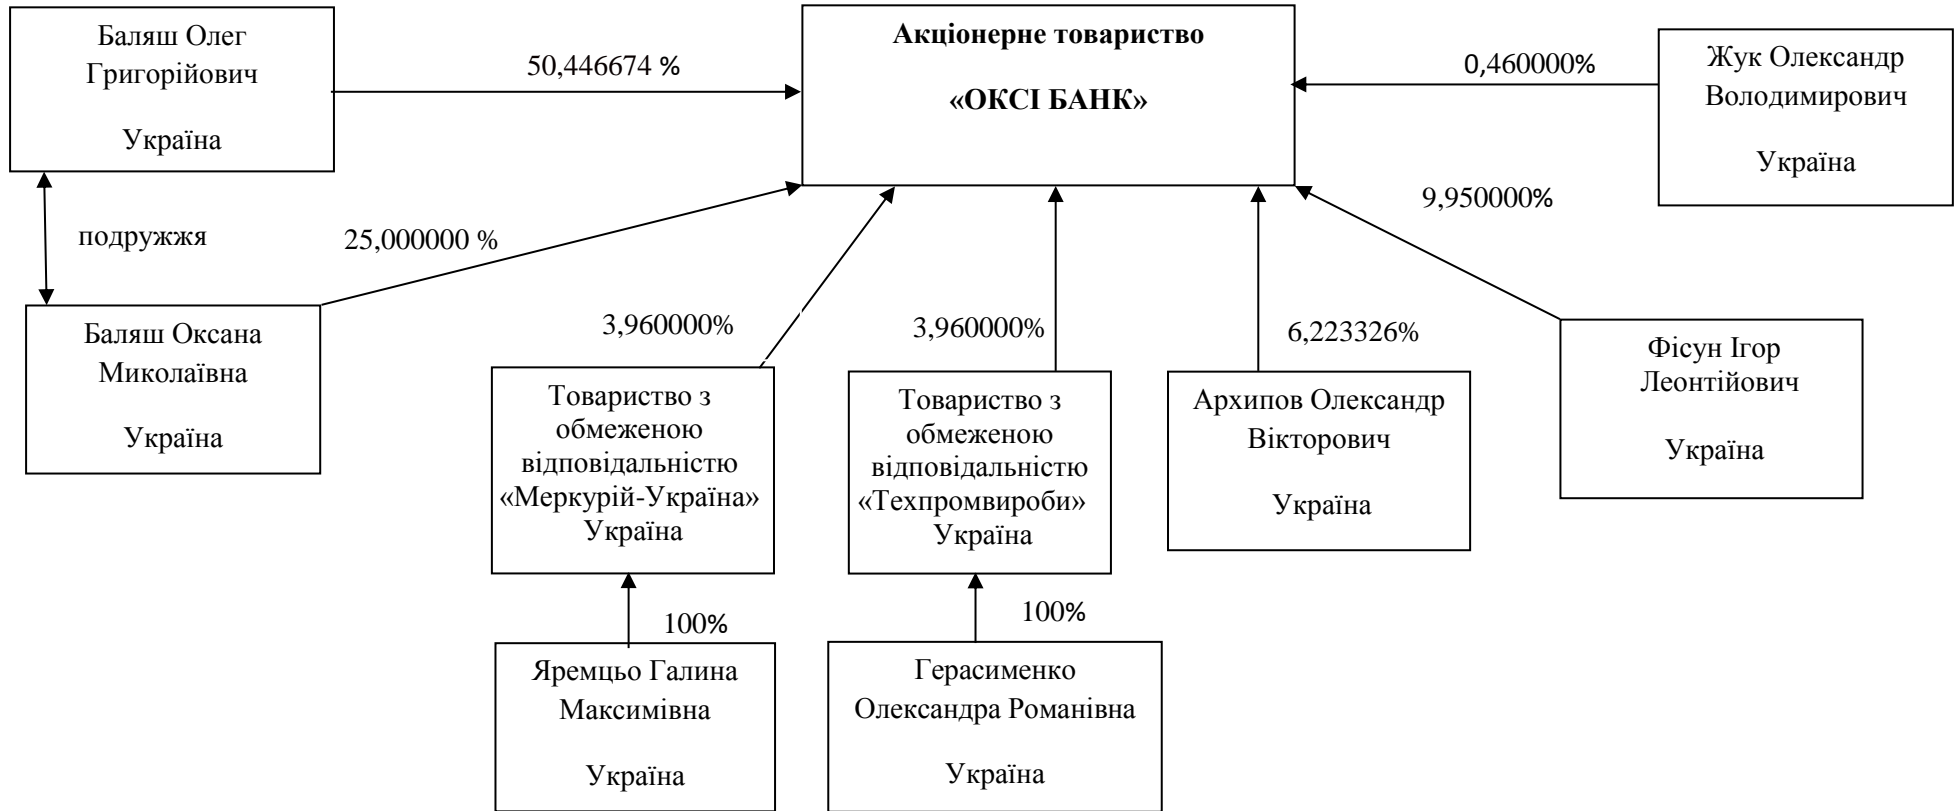 Баляш Олег
Григорійович
Україна
50,446674 %
Акціонерне товариство
«ОКСІ БАНК»
0,460000%
Жук Олександр
Володимирович
Україна
подружжя
25,000000 %
9,950000%
Баляш Оксана
Миколаївна
Україна
3,960000%
3,960000%
6,223326%
Товариство з
обмеженою
відповідальністю
«Меркурій-Україна»
Україна
Товариство з
обмеженою
відповідальністю
«Техпромвироби»
Україна
Архипов Олександр
Вікторович
Україна
Фісун Ігор
Леонтійович
Україна
100%
100%
Яремцьо Галина
Максимівна
Україна
Герасименко
Олександра Романівна
Україна